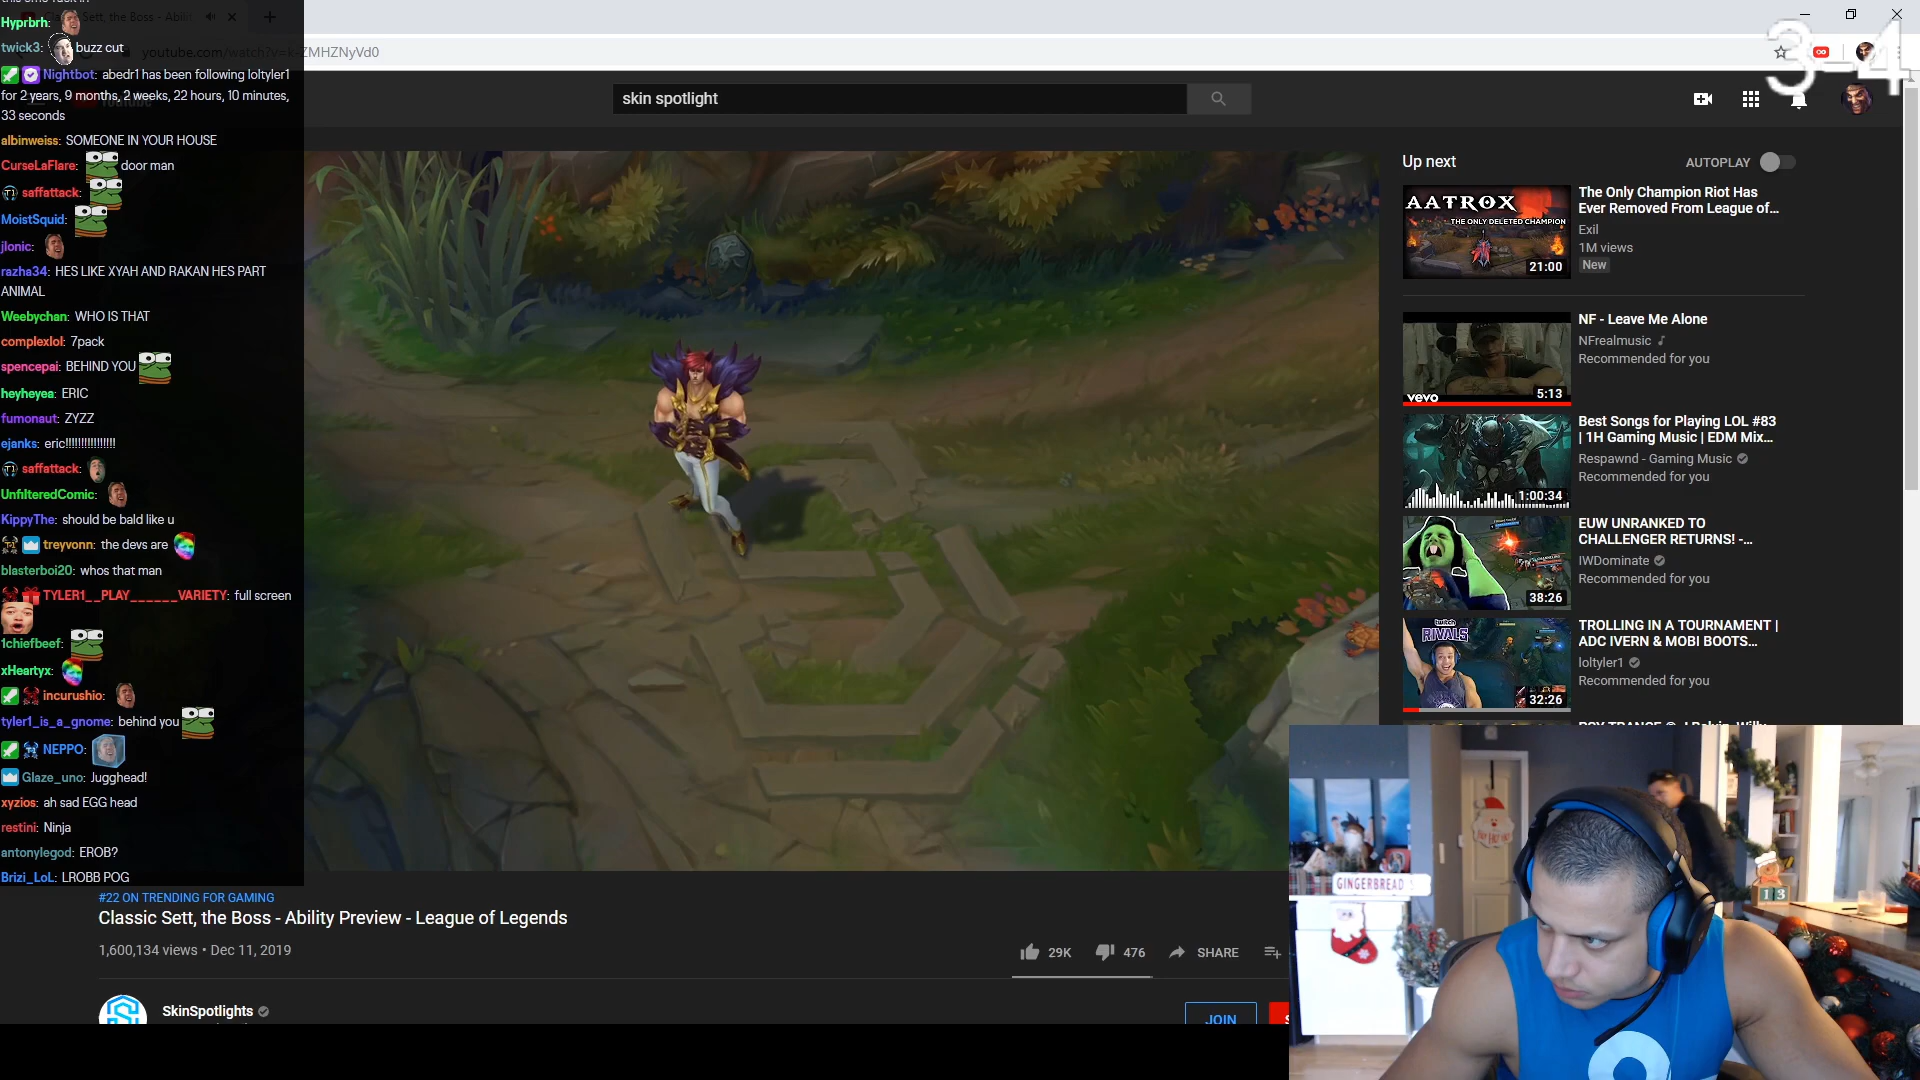 Hyprbrh:
twick3: buzz cut
Nightbot: abedr1 has been following loltyler1
for 2 years, 9 months, 2 weeks, 22 hours, 10 minutes,
33 seconds
albinweiss: SOMEONE IN YOUR HOUSE
CurseLaFlare: door man
saffattack:
MoistSquid:
jlonic:
razha34: HES LIKE XYAH AND RAKAN HES PART
ANIMAL
Weebychan: WHO IS THAT
complexlol: 7pack
spencepai: BEHIND YOU
heyheyea: ERIC
fumonaut: ZYZZ
ejanks: eric!!!!!!!!!!!!!!!!
saffattack:
UnfilteredComic:
KippyThe: should be bald like u
treyvonn: the devs are
blasterboi20: whos that man
TYLER1__PLAY______VARIETY: full screen
1chiefbeef:
xHeartyx:
incurushio:
tyler1_is_a_gnome: behind you
NEPPO:
Glaze_uno: Jugghead!
xyzios: ah sad EGG head
restini: Ninja
antonylegod: EROB?
Brizi_LoL: LROBB POG
3-4
skin spotlight
Up next
AUTOPLAY
AATROX
THE ONLY DELETED CHAMPION
21:00
The Only Champion Riot Has
Ever Removed From League of...
Exil
1M views
New
vevo
5:13
NF - Leave Me Alone
NFrealmusic
Recommended for you
1:00:34
Best Songs for Playing LOL #83
| 1H Gaming Music | EDM Mix...
Respawnd - Gaming Music
Recommended for you
38:26
EUW UNRANKED TO
CHALLENGER RETURNS! -...
IWDominate
Recommended for you
twitch
RIVALS
32:26
TROLLING IN A TOURNAMENT |
ADC IVERN & MOBI BOOTS...
loltyler1
Recommended for you
#22 ON TRENDING FOR GAMING
Classic Sett, the Boss - Ability Preview - League of Legends
1,600,134 views • Dec 11, 2019
29K
476
SHARE
SkinSpotlights
JOIN
GINGERBREAD
13